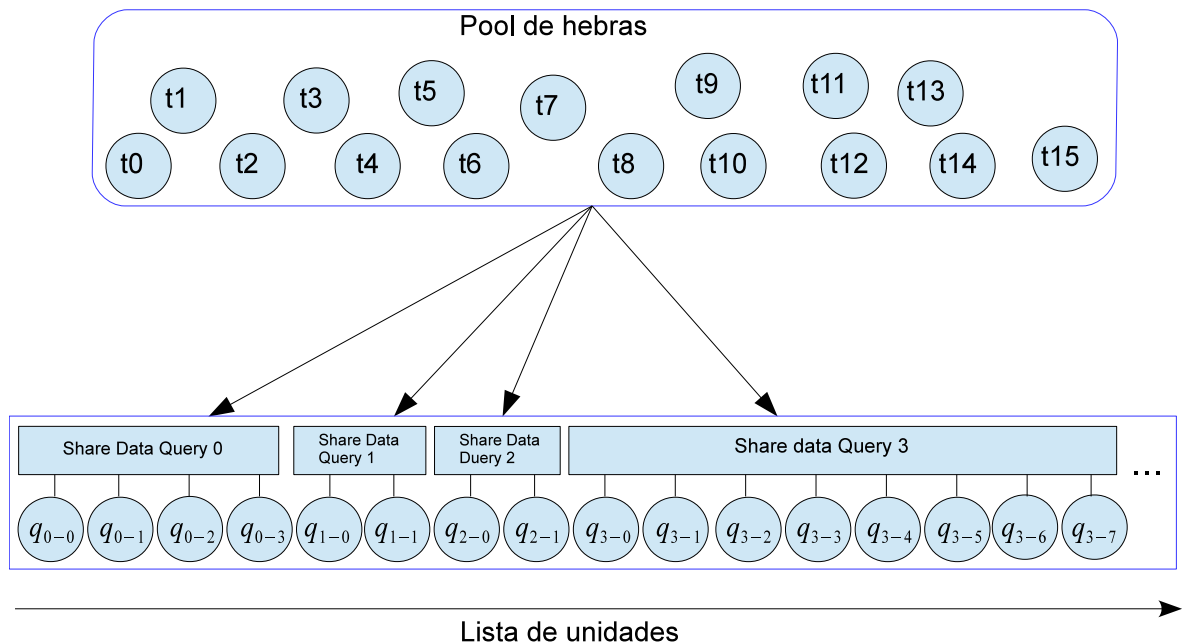 Pool de hebras
t1 t3 t5 t7 t9 t11 t13
t0 t2 t4 t6 t8 t10 t12 t14 t15
Share Data Query 0
Share Data
Query 1
Share Data
Duery 2
Share data Query 3
...
q0−0 q0−1 q0−2 q0−3 q1−0 q1−1 q2−0 q2−1 q3−0 q3−1 q3−2 q3−3 q3−4 q3−5 q3−6 q3−7
Lista de unidades